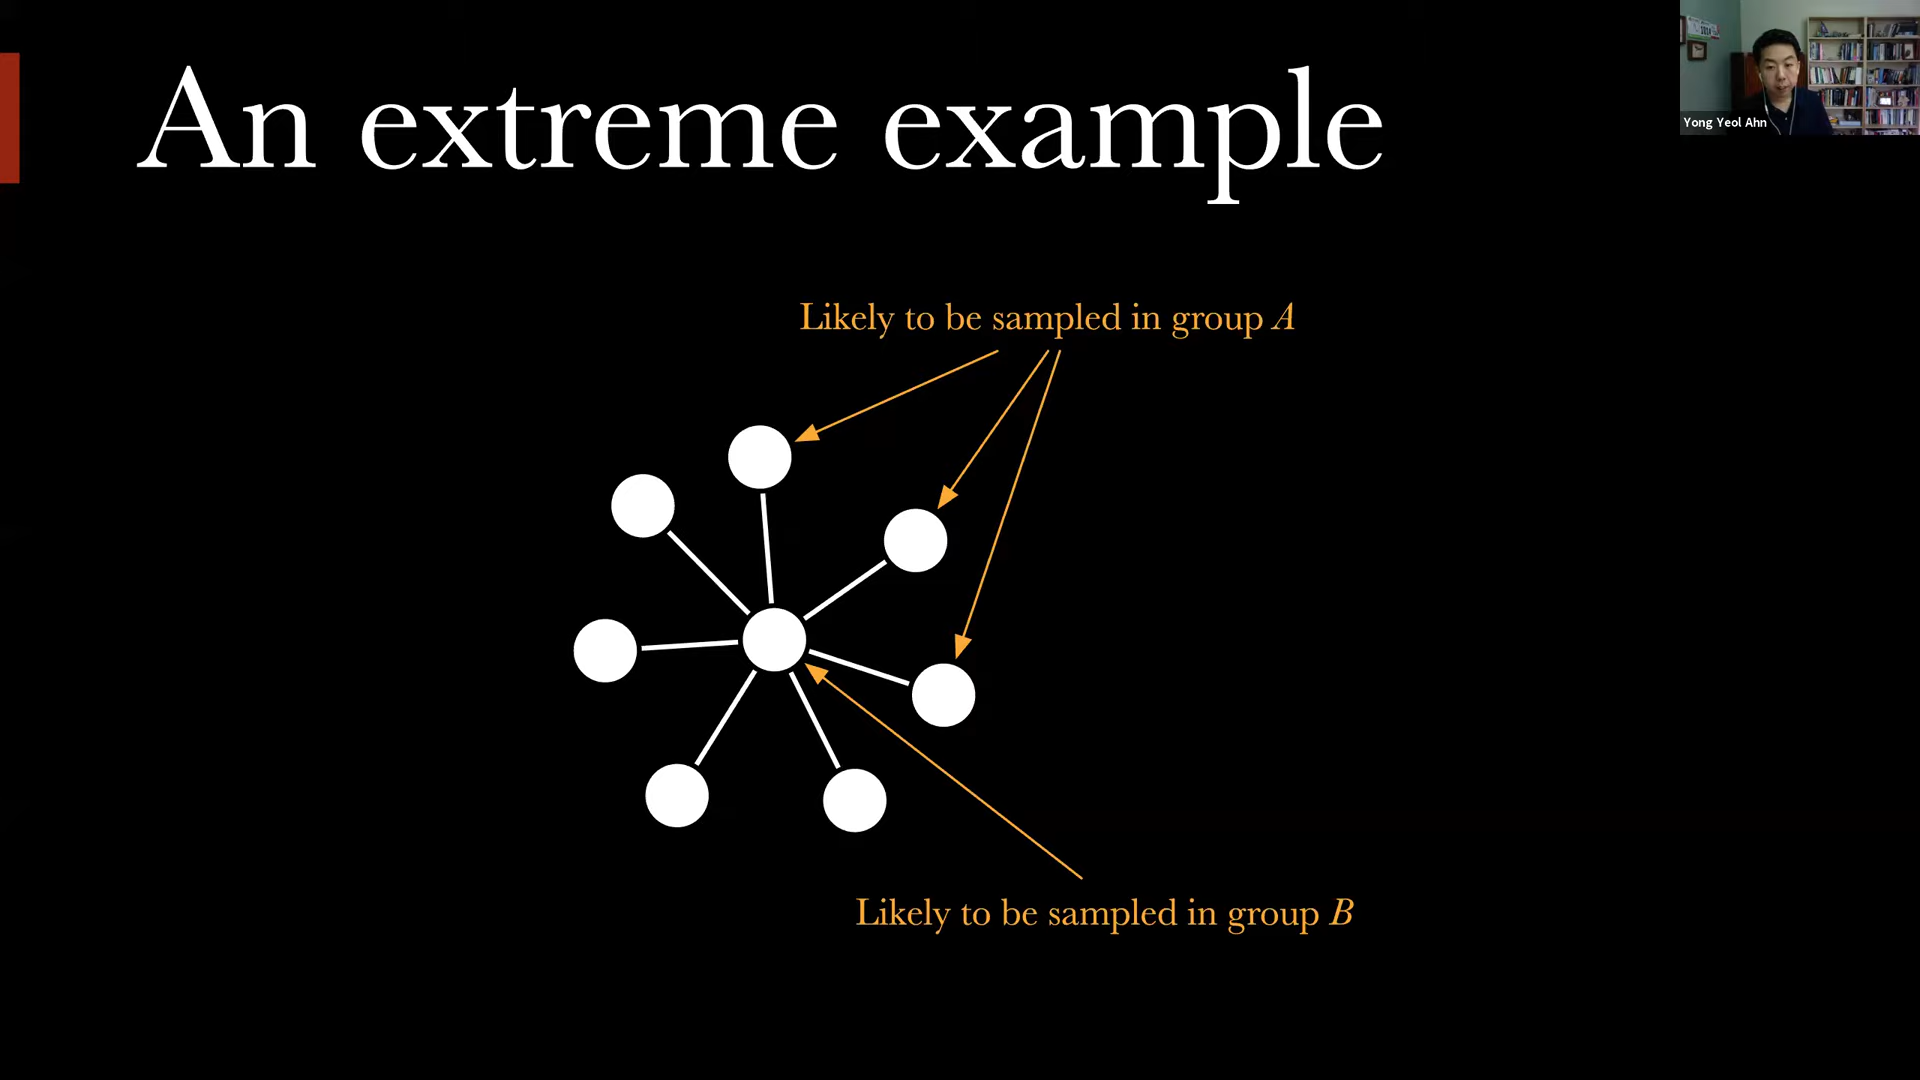 An extreme example
Yong Yeol Ahn
Likely to be sampled in group A
Likely to be sampled in group B